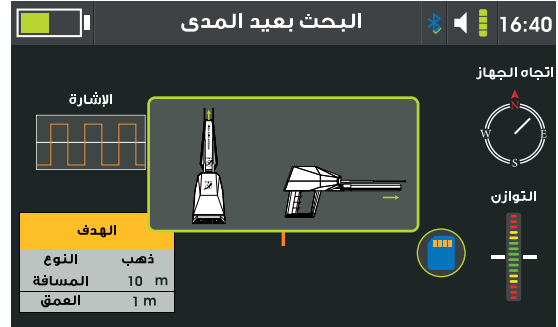 البحث بعيد المدى
16:40
اتجاه الجهاز
N
W
E
S
الإشارة
التوازن
الهدف
النوع ذهب
المسافة 10 m
العمق 1 m